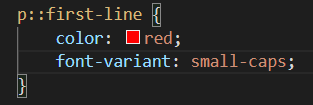 p::first-line {
    color: red;
    font-variant: small-caps;
}